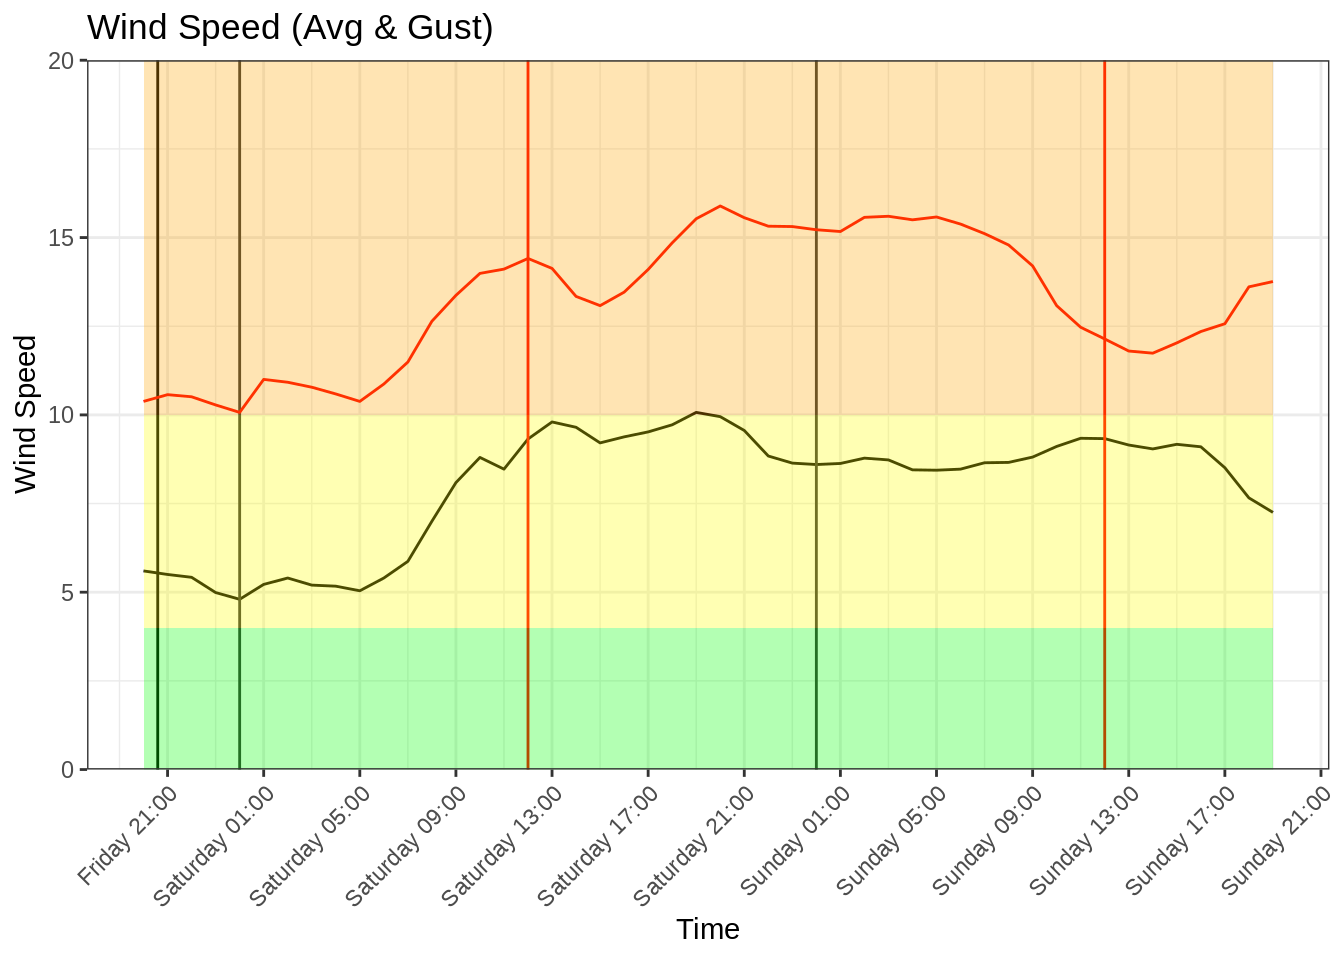 Wind Speed (Avg & Gust)
20
15
10
5
0
Wind Speed
Friday 21:00
Saturday 01:00
Saturday 05:00
Saturday 09:00
Saturday 13:00
Saturday 17:00
Saturday 21:00
Sunday 01:00
Sunday 05:00
Sunday 09:00
Sunday 13:00
Sunday 17:00
Sunday 21:00
Time